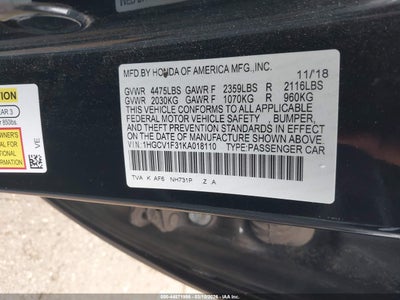 MFD.BY HONDA OF AMERICA MFG.,INC. 11/18
GVWR 4475LBS GAWR F 2359LBS R 2116LBS
GVWR 2030KG GAWR F 1070KG R 960KG
THIS VEHICLE CONFORMS TO ALL APPLICABLE
FEDERAL MOTOR VEHICLE SAFETY , BUMPER,
AND THEFT PREVENTION STANDARDS IN EFFECT
ON THE DATE OF MANUFACTURE SHOWN ABOVE.
V I N : 1HGCV1F31KA018110 TYPE:PASSENGER CAR
TVA K AF6 NH731P Z A
VE
OWNER'S